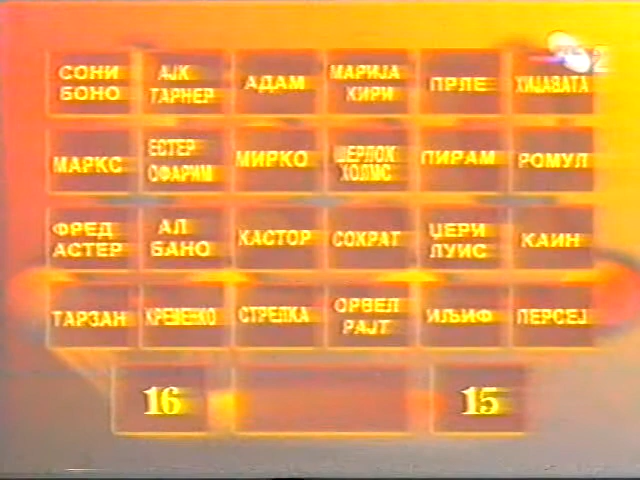 СОНИ БОНО
АЈК ТАРНЕР
АДАМ
МАРИЈА КИРИ
ПРЛЕ
ХИЈАВАТА
МАРКС
ЕСТЕР ОФАРИМ
МИРКО
ШЕРЛОК ХОЛМС
ПИРАМ
РОМУЛ
ФРЕД АСТЕР
АЛ БАНО
КАСТОР
СОКРАТ
ЏЕРИ ЛУИС
КАИН
ТАРЗАН
КРЕМЕНКО
СТРЕЛКА
ОРВЕЛ РАЈТ
ИЉИФ
ПЕРСЕЈ
16
15